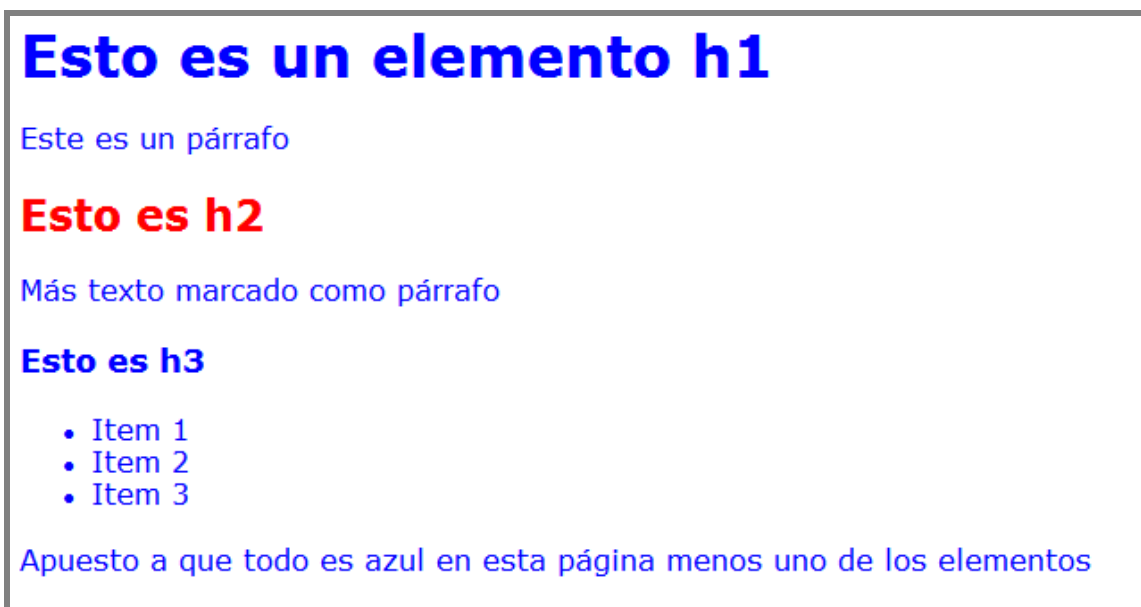 Esto es un elemento h1
Este es un párrafo
Esto es h2
Más texto marcado como párrafo
Esto es h3
• Item 1
• Item 2
• Item 3
Apuesto a que todo es azul en esta página menos uno de los elementos